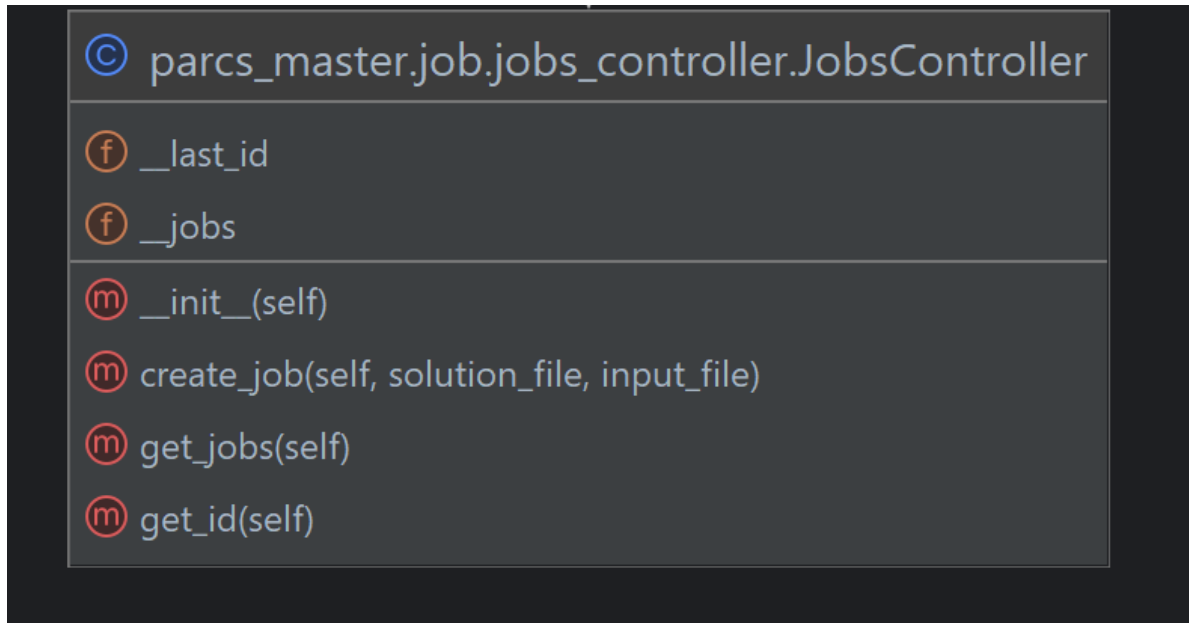 © parcs_master.job.jobs_controller.JobsController
f __last_id
f __jobs
m __init__(self)
m create_job(self, solution_file, input_file)
m get_jobs(self)
m get_id(self)